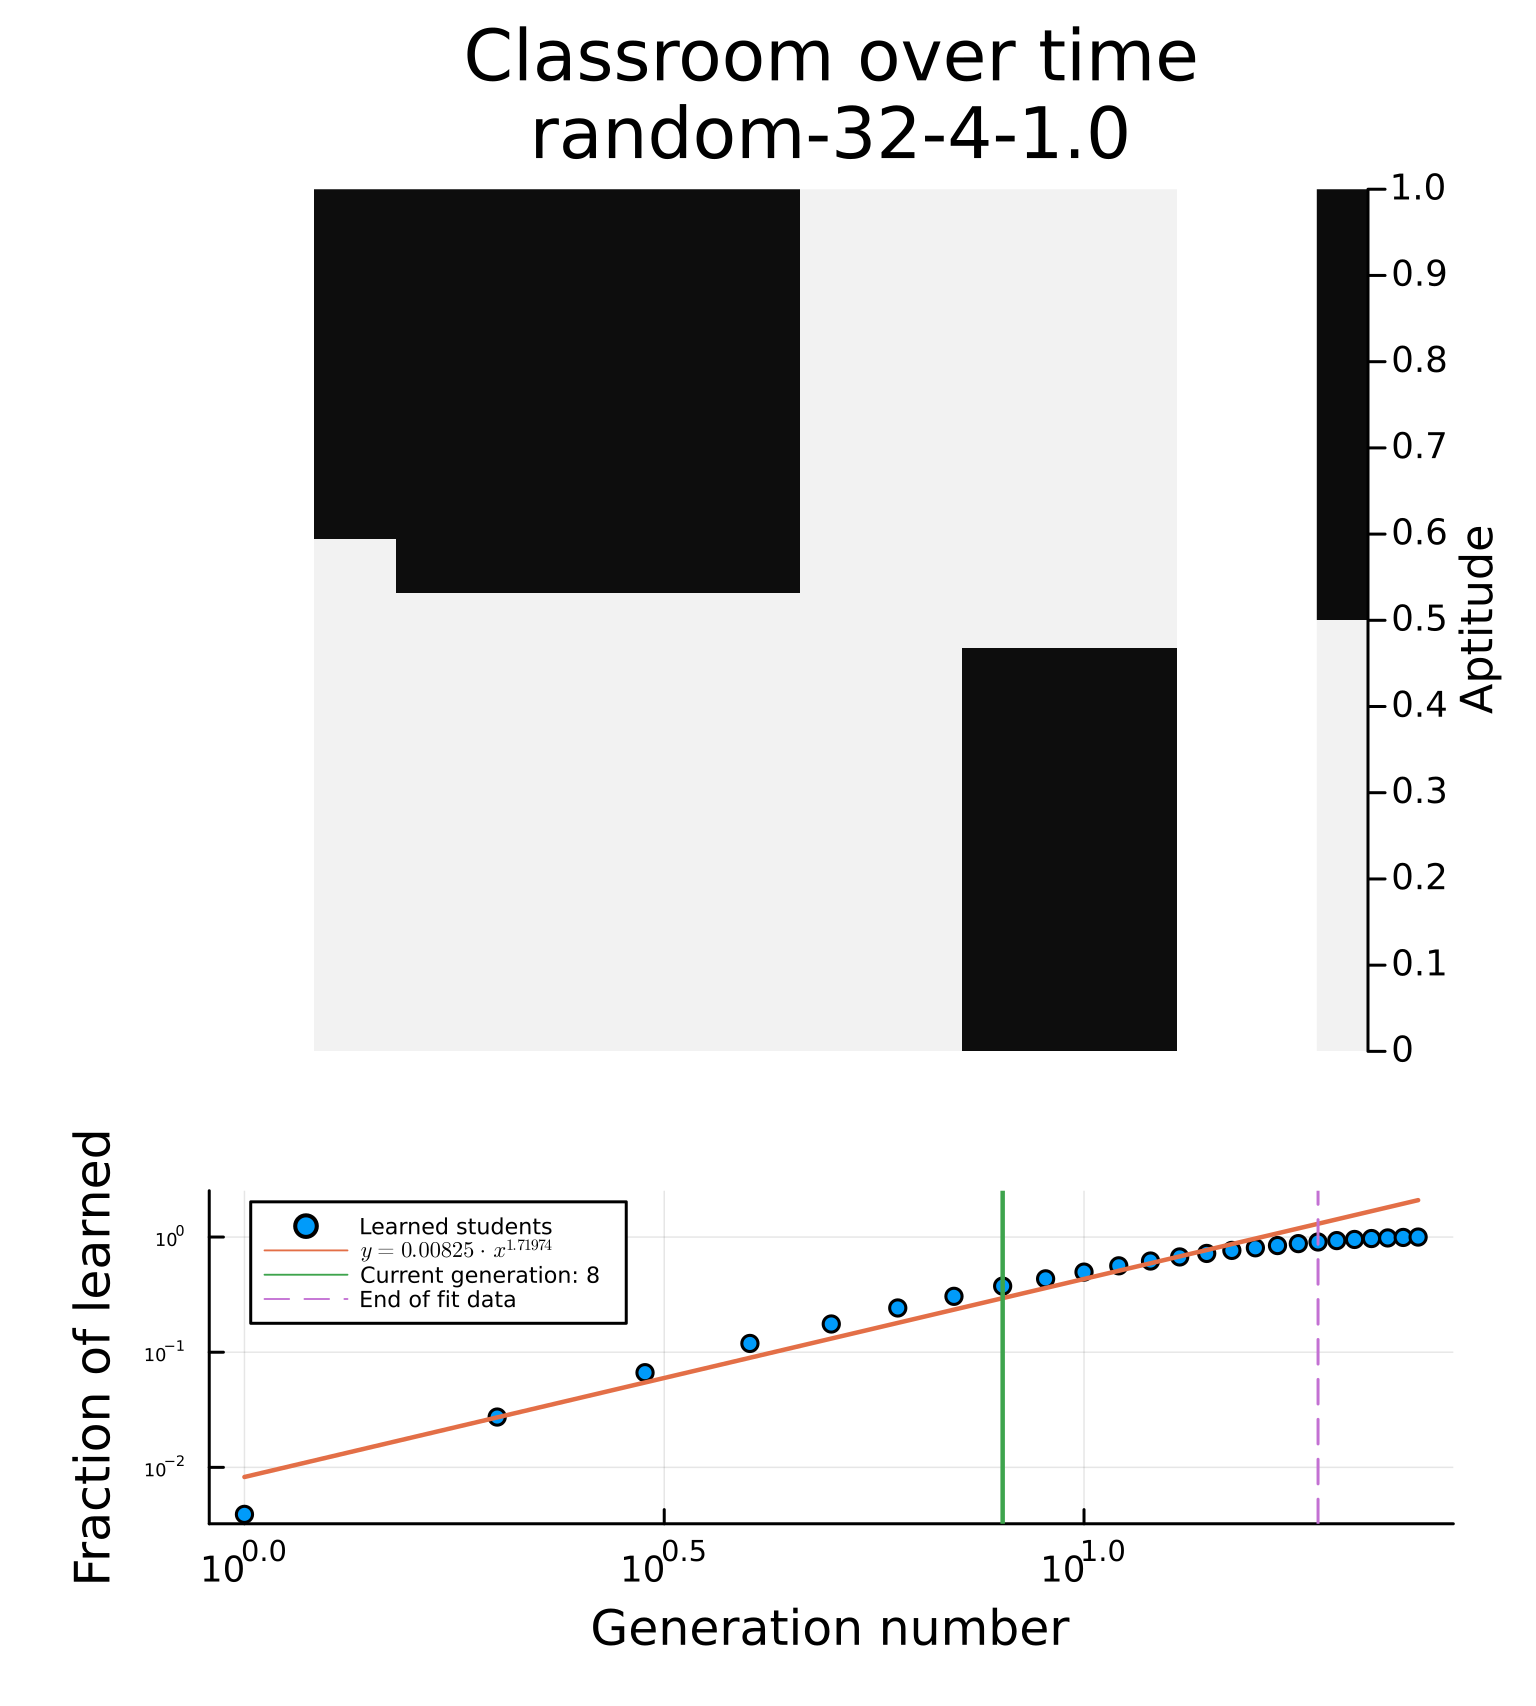 Classroom over time
random-32-4-1.0
1.0
0.9
0.8
0.7
0.6
0.5
0.4
0.3
0.2
0.1
0
Aptitude
Fraction of learned
10^0
10^−1
10^−2
Learned students
y = 0.00825 · x^1.71974
Current generation: 8
End of fit data
10^0.0
10^0.5
10^1.0
Generation number